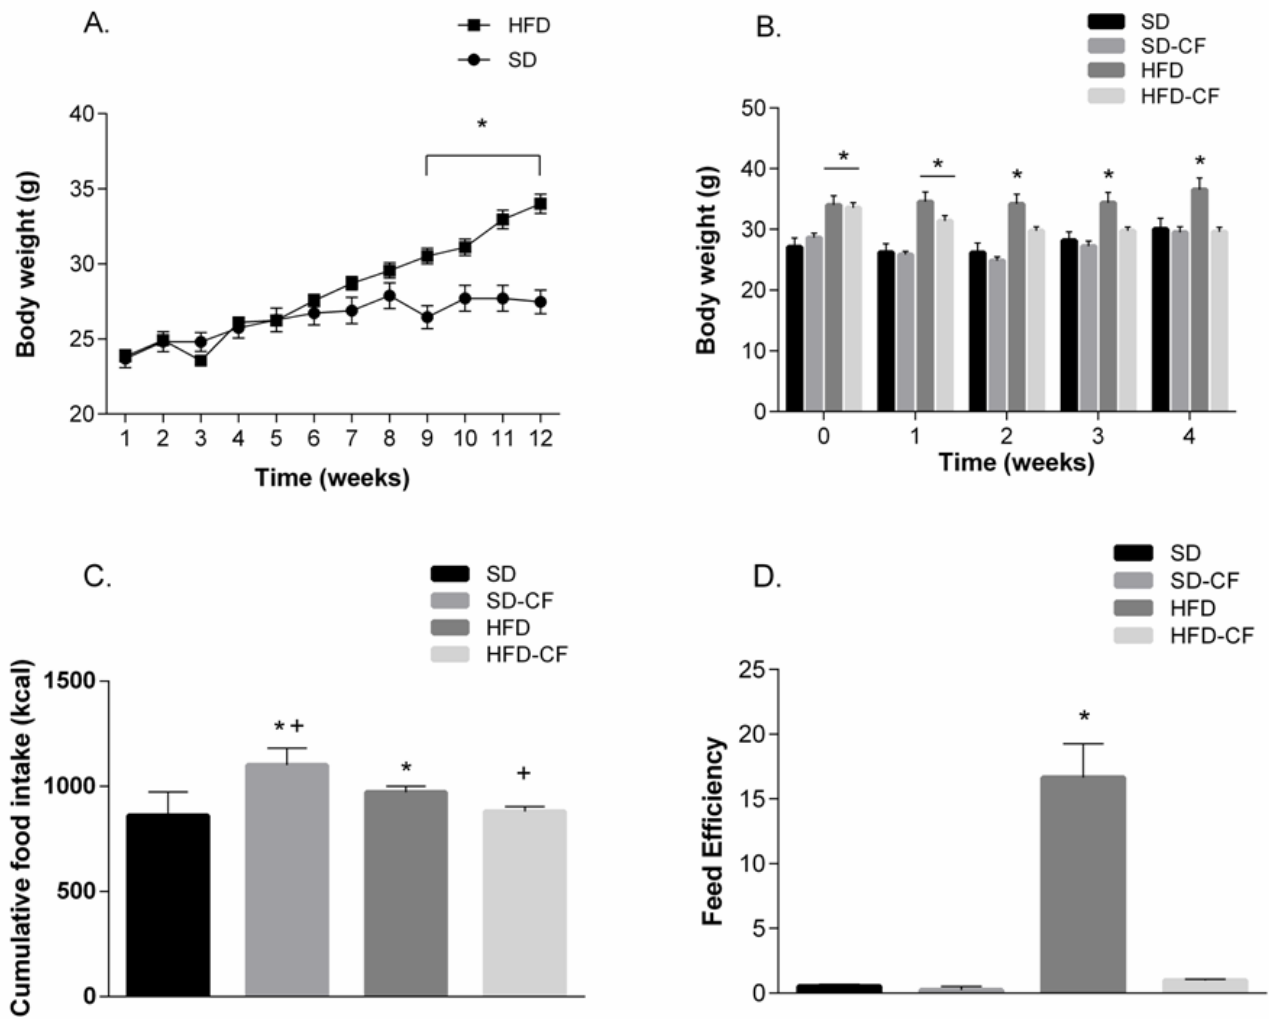 A.
HFD
SD
*
40
35
30
25
20
Body weight (g)
1 2 3 4 5 6 7 8 9 10 11 12
Time (weeks)
B.
SD
SD-CF
HFD
HFD-CF
50
40
30
20
10
0
Body weight (g)
* * * * *
0 1 2 3 4
Time (weeks)
C.
SD
SD-CF
HFD
HFD-CF
1500
1000
500
0
Cumulative food intake (kcal)
*+
*
+
D.
SD
SD-CF
HFD
HFD-CF
25
20
15
10
5
0
Feed Efficiency
*